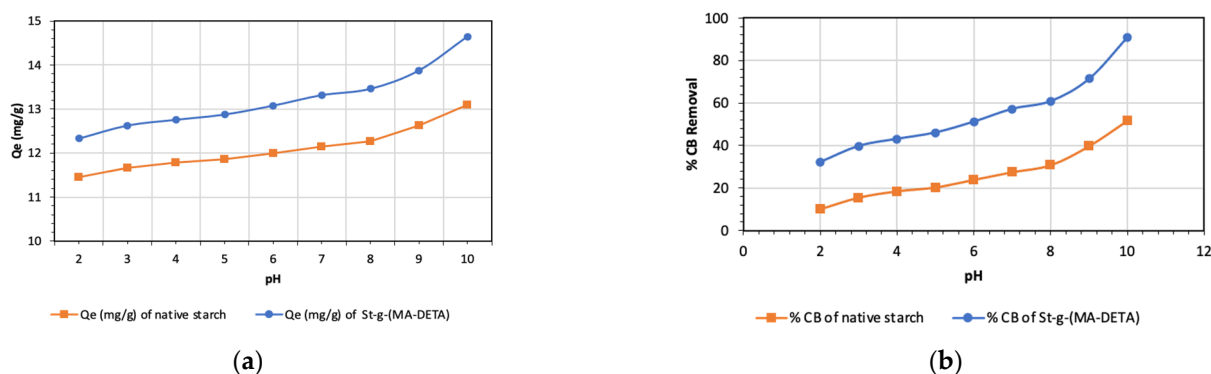 15
14
13
12
11
10
Qe (mg/g)
2 3 4 5 6 7 8 9 10
pH
Qe (mg/g) of native starch Qe (mg/g) of St-g-(MA-DETA)
(a)
100
80
60
40
20
0
% CB Removal
0 2 4 6 8 10 12
pH
% CB of native starch % CB of St-g-(MA-DETA)
(b)